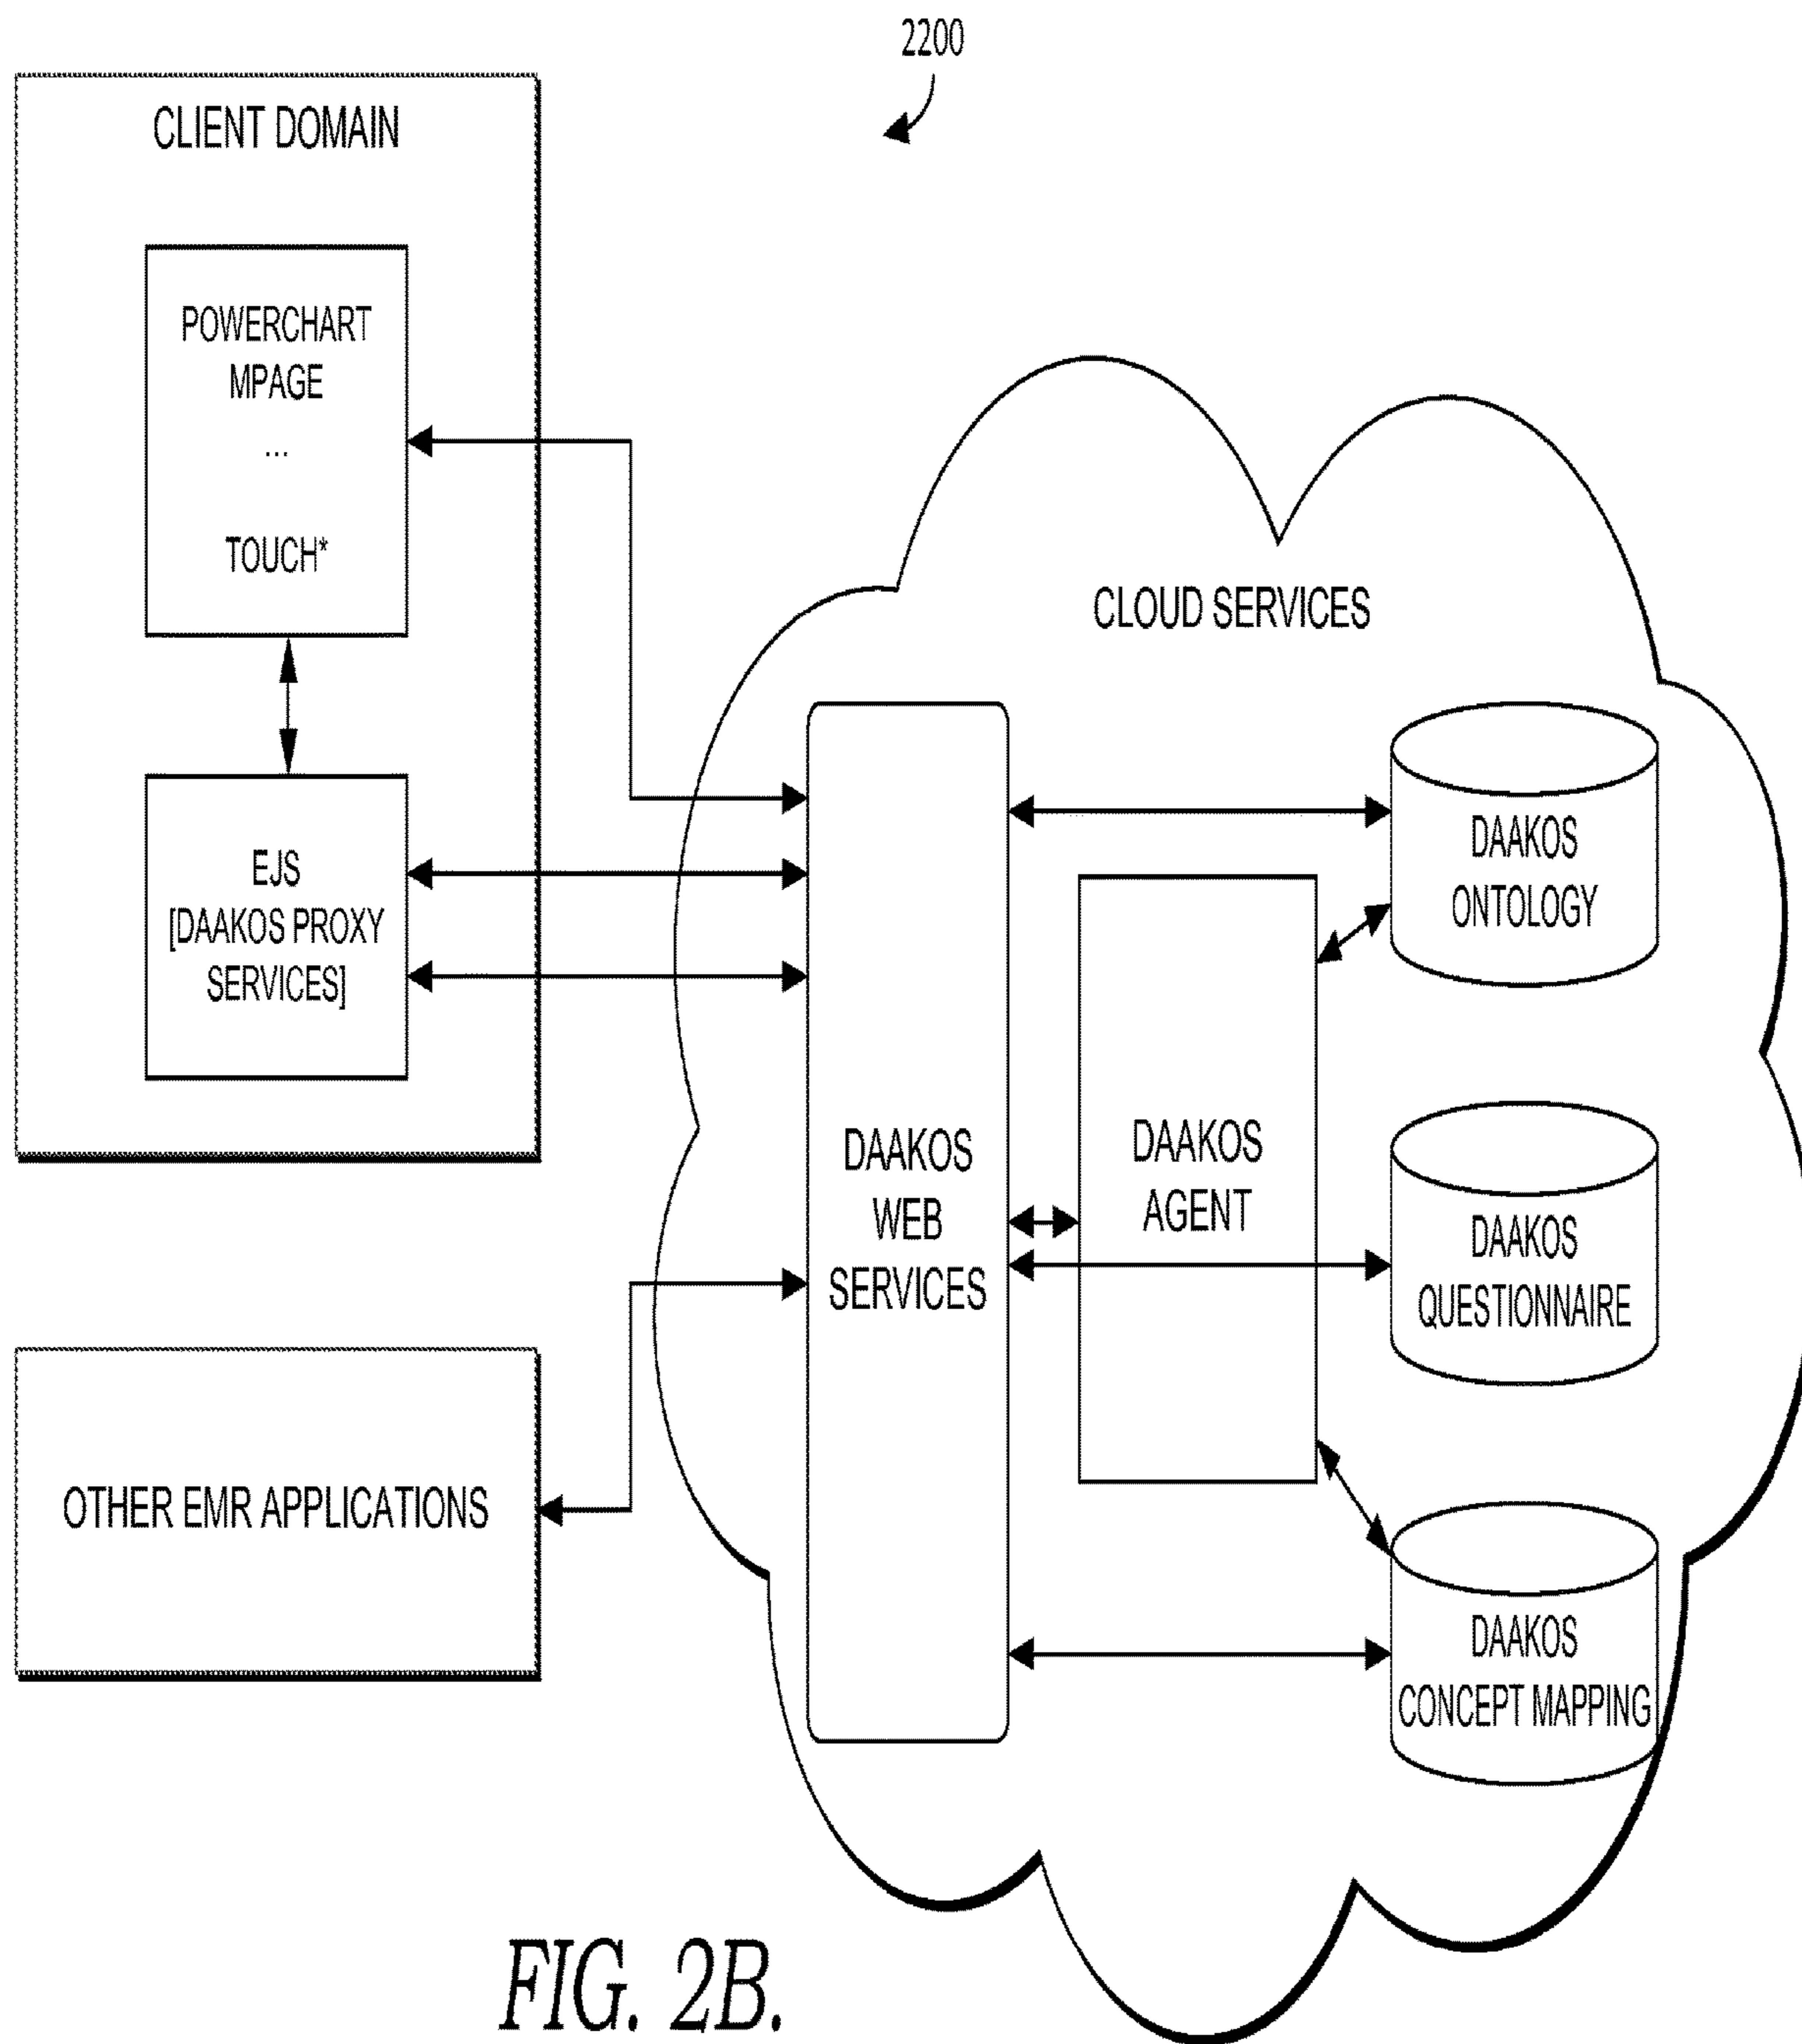 2200
CLIENT DOMAIN
POWERCHART
MPAGE
...
TOUCH*
EJS
[DAAKOS PROXY
SERVICES]
OTHER EMR APPLICATIONS
CLOUD SERVICES
DAAKOS
WEB
SERVICES
DAAKOS
AGENT
DAAKOS
ONTOLOGY
DAAKOS
QUESTIONNAIRE
DAAKOS
CONCEPT MAPPING
FIG. 2B.